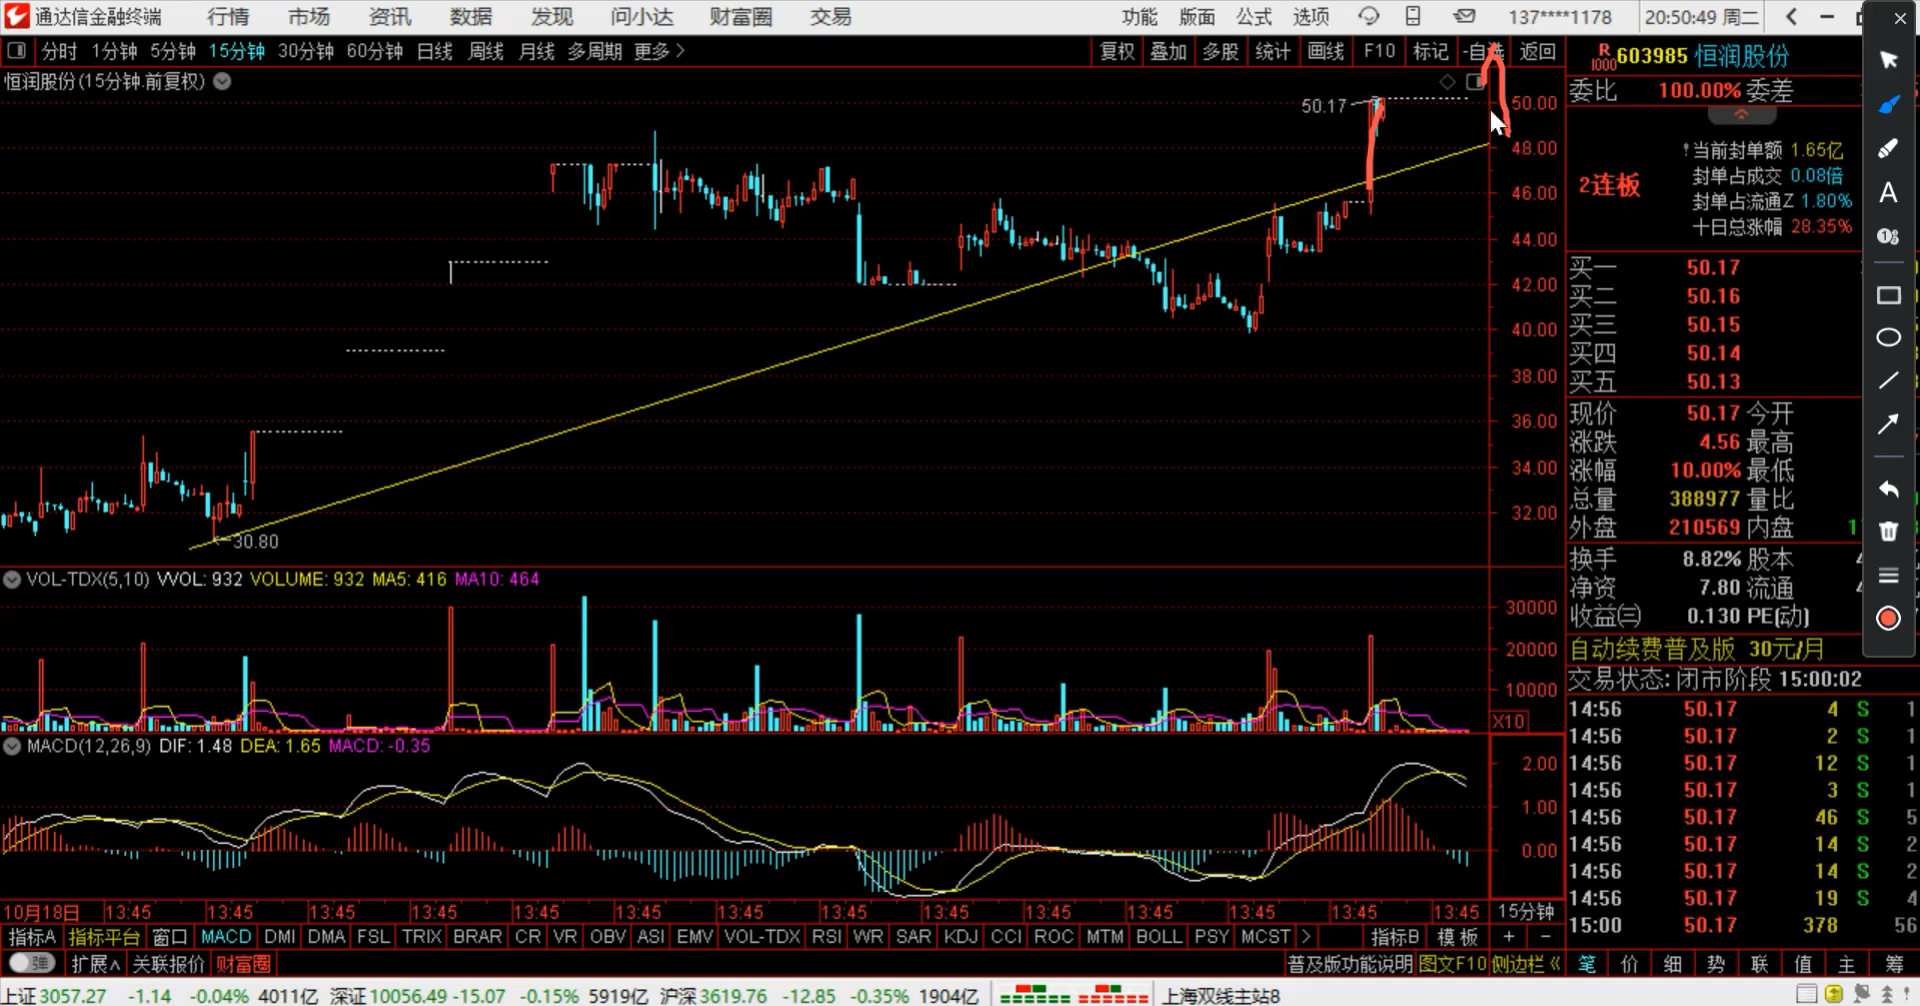 通达信金融终端 行情 市场 资讯 数据 发现 问小达 财富圈 交易 功能 版面 公式 选项 137****1178 20:50:49 周二
分时 1分钟 5分钟 15分钟 30分钟 60分钟 日线 周线 月线 多周期 更多 复权 叠加 多股 统计 画线 F10 标记 -自选 返回
R 1000 603985 恒润股份
恒润股份(15分钟.前复权)
委比 100.00% 委差
50.17
50.00
48.00
46.00
44.00
42.00
40.00
38.00
36.00
34.00
32.00
30.80
2连板
当前封单额 1.65亿
封单占成交 0.08倍
封单占流通Z 1.80%
十日总涨幅 28.35%
买一 50.17
买二 50.16
买三 50.15
买四 50.14
买五 50.13
现价 50.17 今开
涨跌 4.56 最高
涨幅 10.00% 最低
总量 388977 量比
外盘 210569 内盘 1
换手 8.82% 股本
净资 7.80 流通
收益(三) 0.130 PE(动)
自动续费普及版 30元/月
交易状态: 闭市阶段 15:00:02
VOL-TDX(5,10) VVOL: 932 VOLUME: 932 MA5: 416 MA10: 464
30000
20000
10000
X10
MACD(12,26,9) DIF: 1.48 DEA: 1.65 MACD: -0.35
2.00
1.00
0.00
14:56 50.17 4 S 1
14:56 50.17 2 S 1
14:56 50.17 12 S 1
14:56 50.17 3 S 1
14:56 50.17 46 S 5
14:56 50.17 14 S 2
14:56 50.17 14 S 2
14:56 50.17 19 S 4
15:00 50.17 378 56
10月18日 13:45 13:45 13:45 13:45 13:45 13:45 13:45 13:45 13:45 13:45 13:45 13:45 13:45 13:45 15分钟
指标A 指标平台 窗口 MACD DMI DMA FSL TRIX BRAR CR VR OBV ASI EMV VOL-TDX RSI WR SAR KDJ CCI ROC MTM BOLL PSY MCST 指标B 模板 + -
弹 扩展∧ 关联报价 财富圈 普及版功能说明 图文F10 侧边栏《 笔 价 细 势 联 值 主 筹
上证3057.27 -1.14 -0.04% 4011亿 深证10056.49 -15.07 -0.15% 5919亿 沪深3619.76 -12.85 -0.35% 1904亿 上海双线主站8